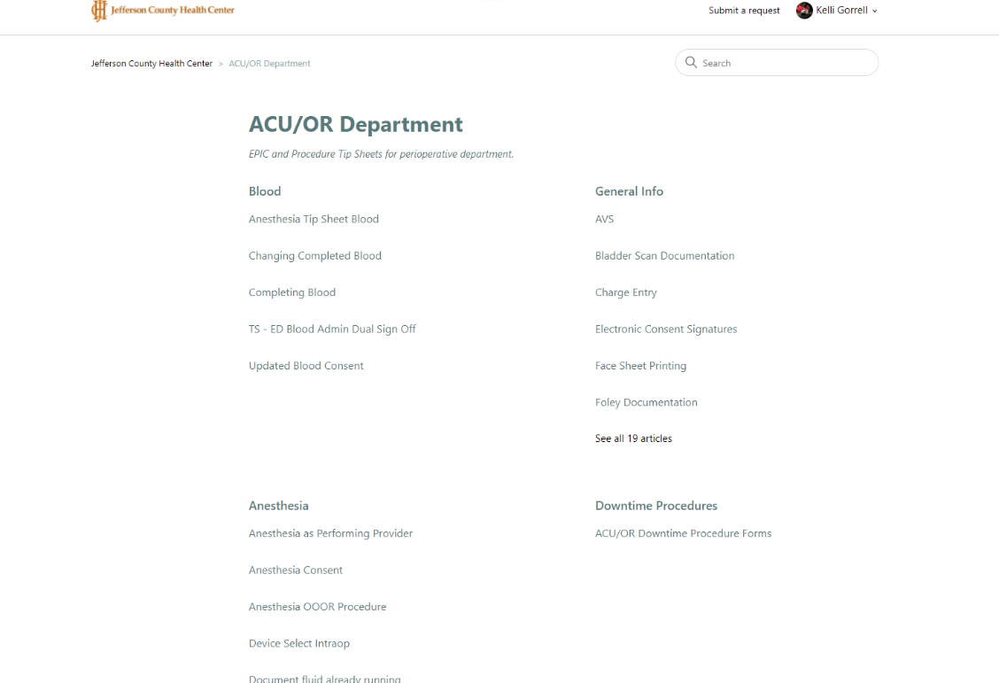 Jefferson County Health Center
Submit a request
Kelli Gorrell
Jefferson County Health Center > ACU/OR Department
Search
ACU/OR Department
EPIC and Procedure Tip Sheets for perioperative department.
Blood
Anesthesia Tip Sheet Blood
Changing Completed Blood
Completing Blood
TS - ED Blood Admin Dual Sign Off
Updated Blood Consent
General Info
AVS
Bladder Scan Documentation
Charge Entry
Electronic Consent Signatures
Face Sheet Printing
Foley Documentation
See all 19 articles
Anesthesia
Anesthesia as Performing Provider
Anesthesia Consent
Anesthesia OOOR Procedure
Device Select Intraop
Document fluid already running
Downtime Procedures
ACU/OR Downtime Procedure Forms